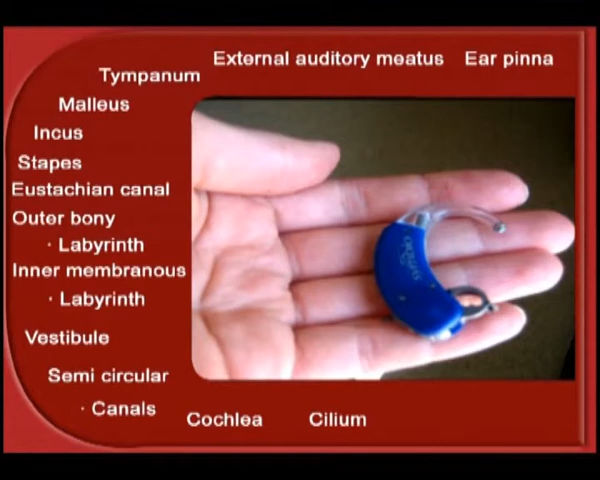 External auditory meatus
Ear pinna
Tympanum
Malleus
Incus
Stapes
Eustachian canal
Outer bony
· Labyrinth
Inner membranous
· Labyrinth
Vestibule
Semi circular
· Canals
Cochlea
Cilium